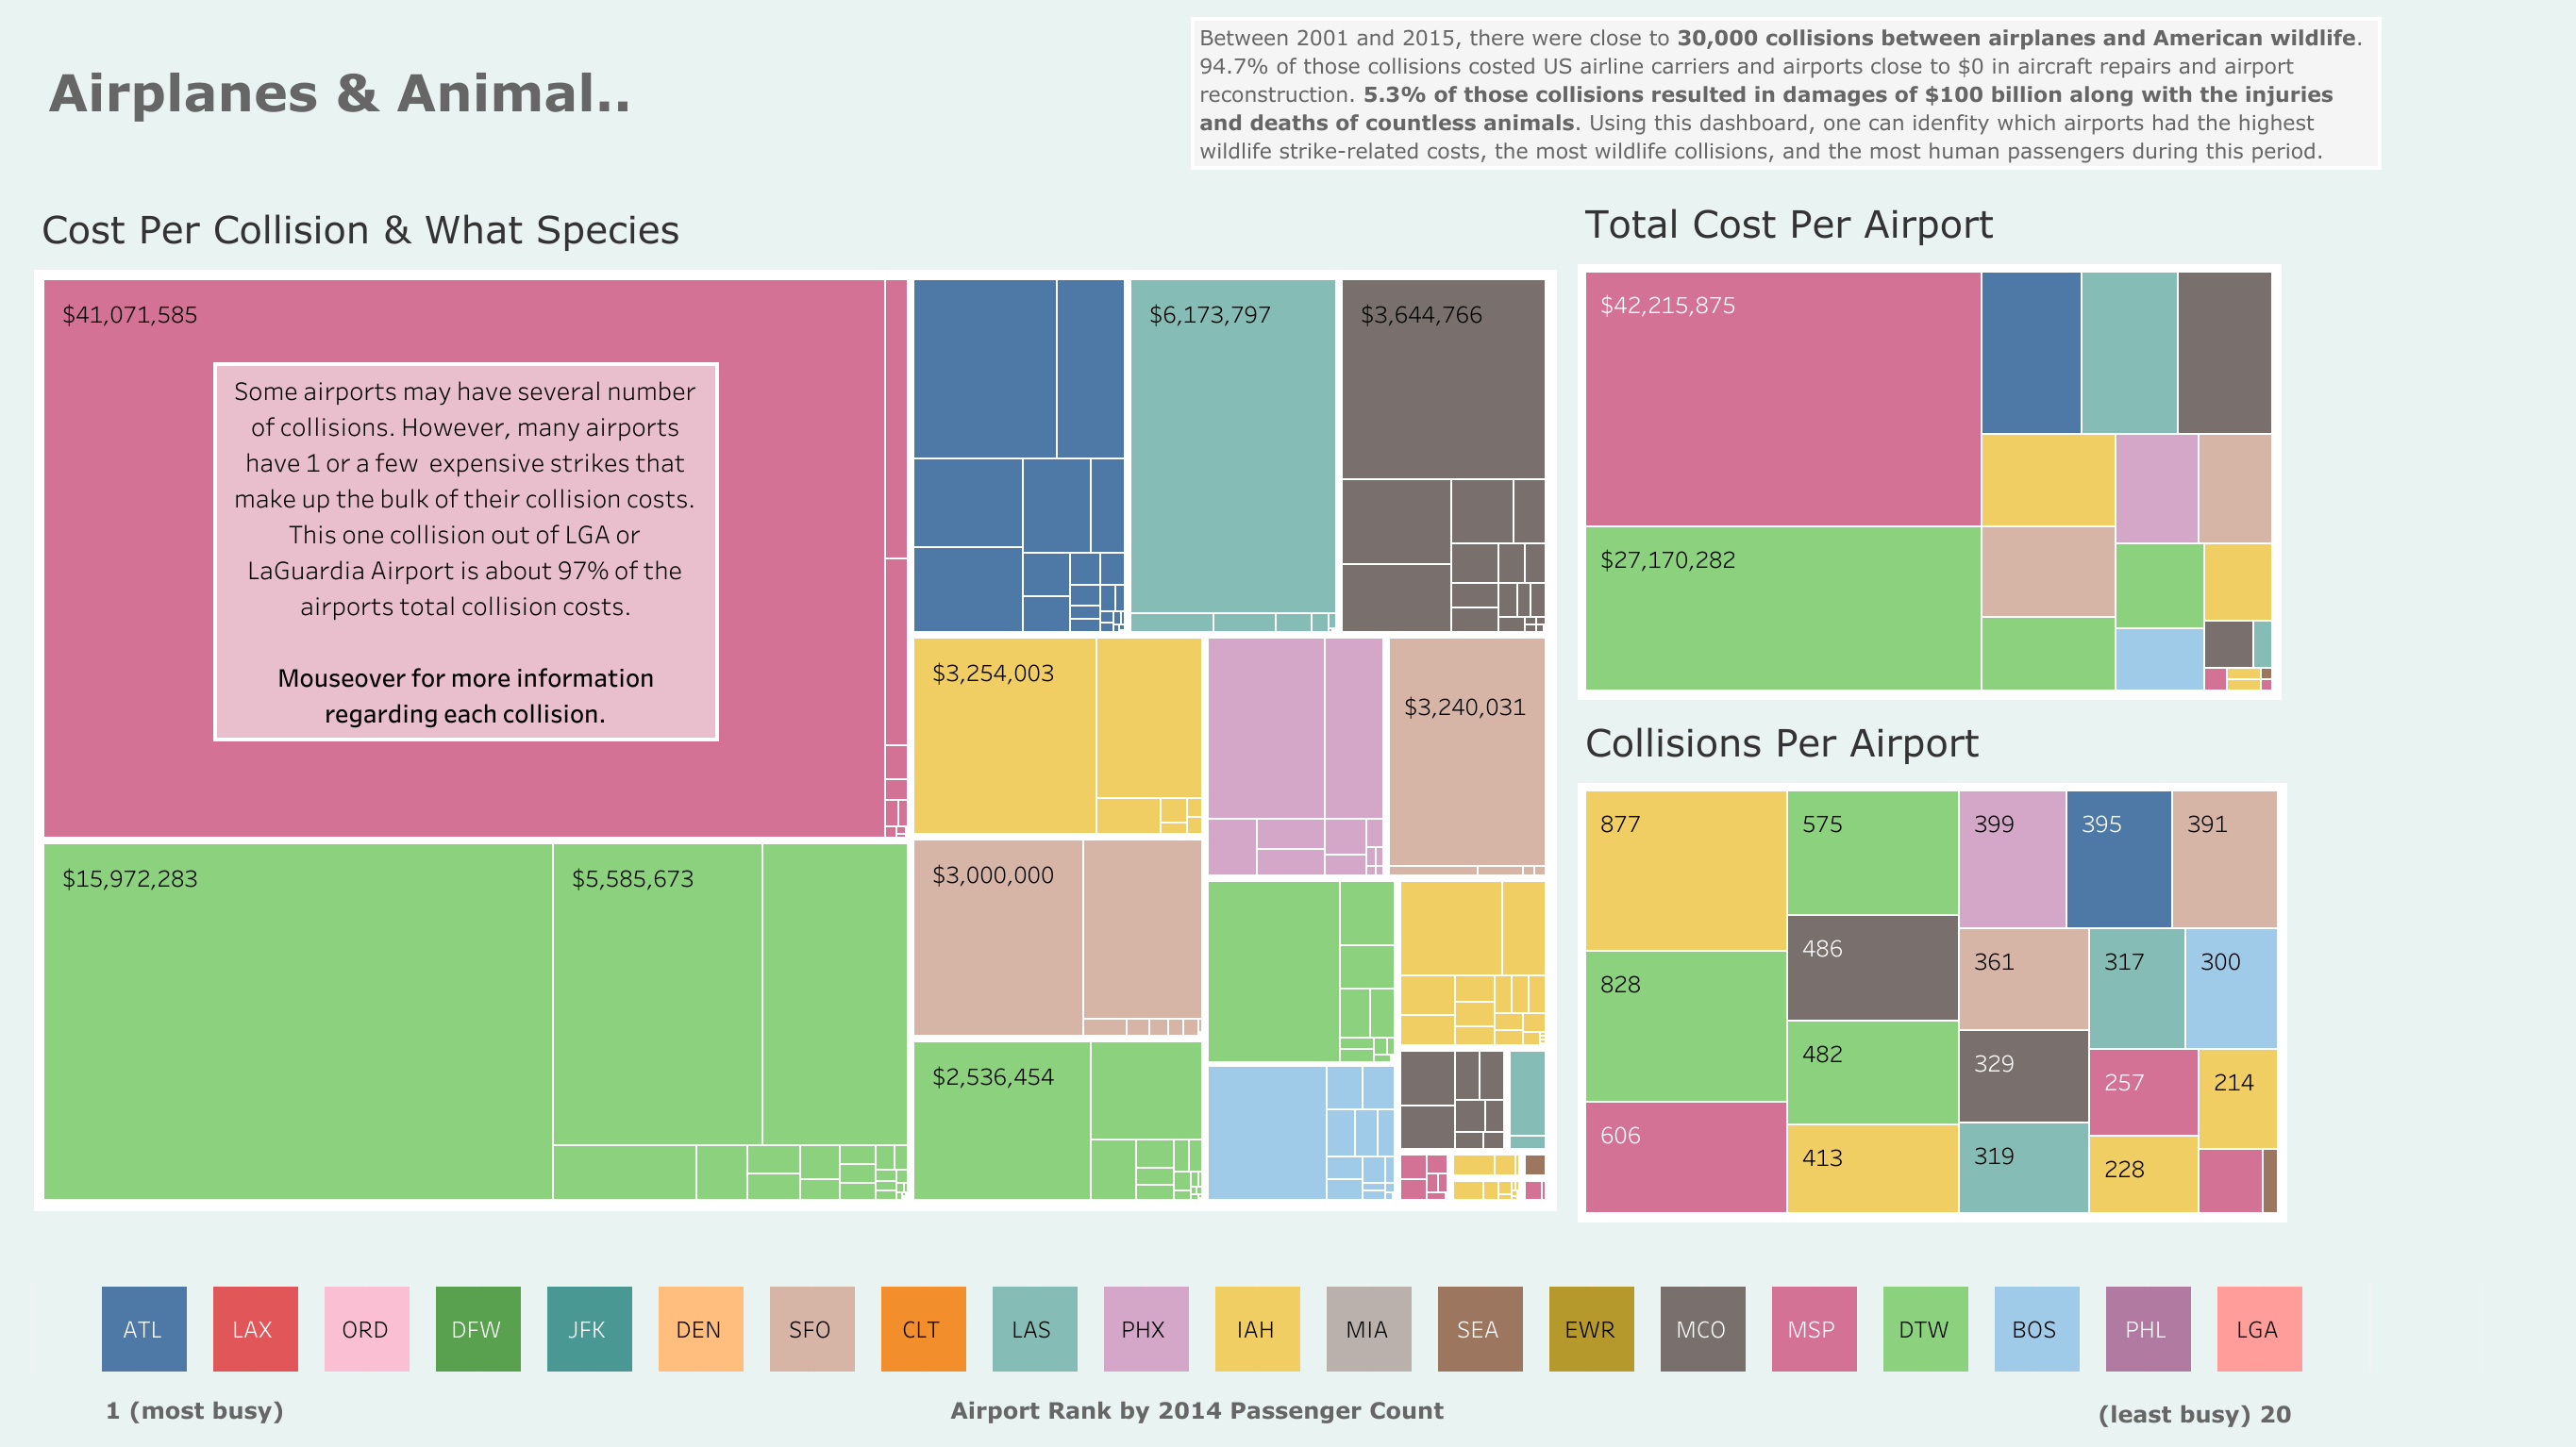 Airplanes & Animal..
Between 2001 and 2015, there were close to 30,000 collisions between airplanes and American wildlife.
94.7% of those collisions costed US airline carriers and airports close to $0 in aircraft repairs and airport
reconstruction. 5.3% of those collisions resulted in damages of $100 billion along with the injuries
and deaths of countless animals. Using this dashboard, one can idenfity which airports had the highest
wildlife strike-related costs, the most wildlife collisions, and the most human passengers during this period.
Cost Per Collision & What Species
$41,071,585
Some airports may have several number
of collisions. However, many airports
have 1 or a few  expensive strikes that
make up the bulk of their collision costs.
This one collision out of LGA or
LaGuardia Airport is about 97% of the
airports total collision costs.
Mouseover for more information
regarding each collision.
$6,173,797
$3,644,766
$3,254,003
$3,240,031
$15,972,283
$5,585,673
$3,000,000
$2,536,454
Total Cost Per Airport
$42,215,875
$27,170,282
Collisions Per Airport
877
575
399
395
391
828
486
361
317
300
606
482
329
257
214
413
319
228
ATL
LAX
ORD
DFW
JFK
DEN
SFO
CLT
LAS
PHX
IAH
MIA
SEA
EWR
MCO
MSP
DTW
BOS
PHL
LGA
1 (most busy)
Airport Rank by 2014 Passenger Count
(least busy) 20